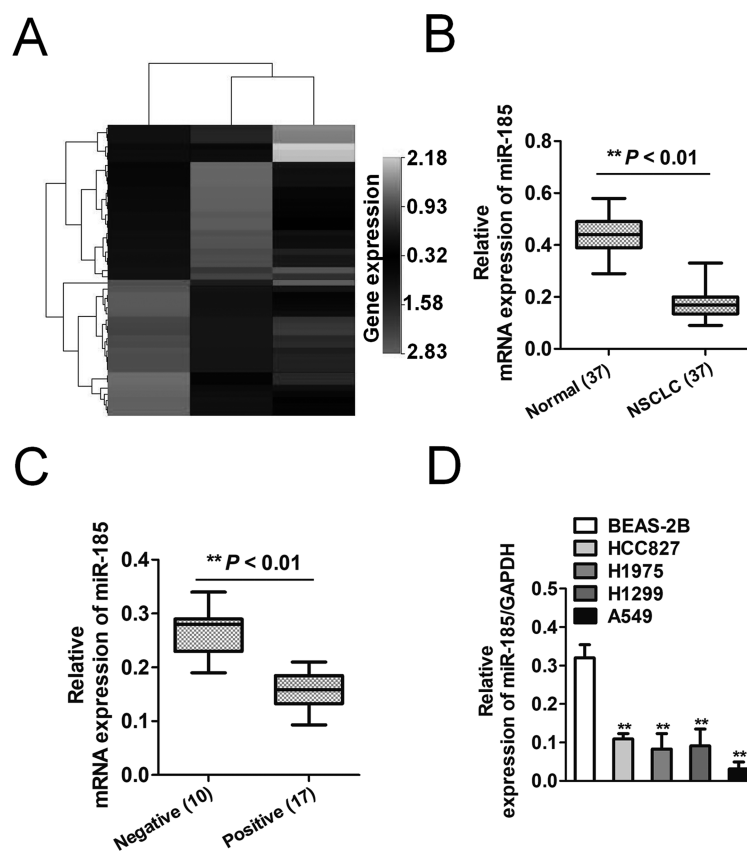 A
2.18
0.93
0.32
1.58
2.83
Gene expression
B
Relative
mRNA expression of miR-185
0.8
0.6
0.4
0.2
0.0
** P < 0.01
Normal (37)
NSCLC (37)
C
Relative
mRNA expression of miR-185
0.4
0.3
0.2
0.1
0.0
** P < 0.01
Negative (10)
Positive (17)
D
BEAS-2B
HCC827
H1975
H1299
A549
Relative
expression of miR-185/GAPDH
0.5
0.4
0.3
0.2
0.1
0.0
**
**
**
**